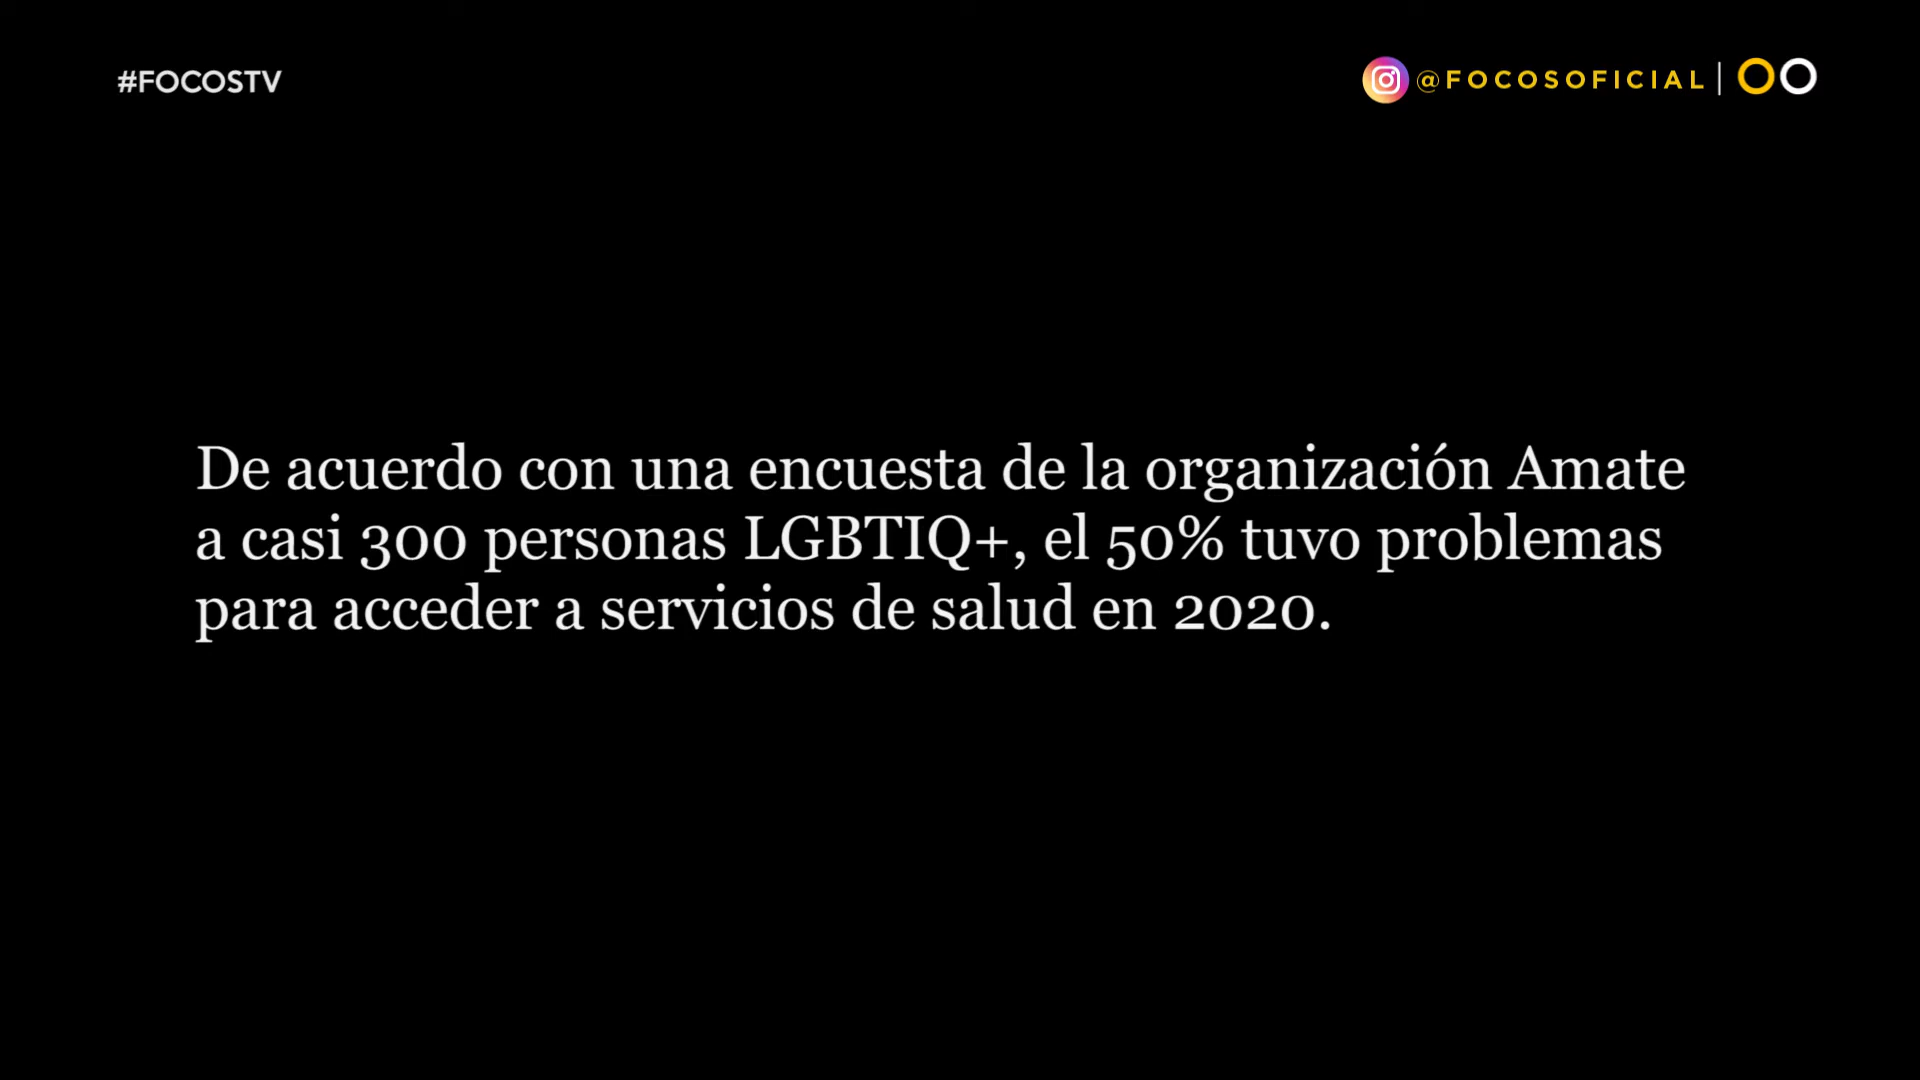 #FOCOSTV
@FOCOSOFICIAL
De acuerdo con una encuesta de la organización Amate
a casi 300 personas LGBTIQ+, el 50% tuvo problemas
para acceder a servicios de salud en 2020.